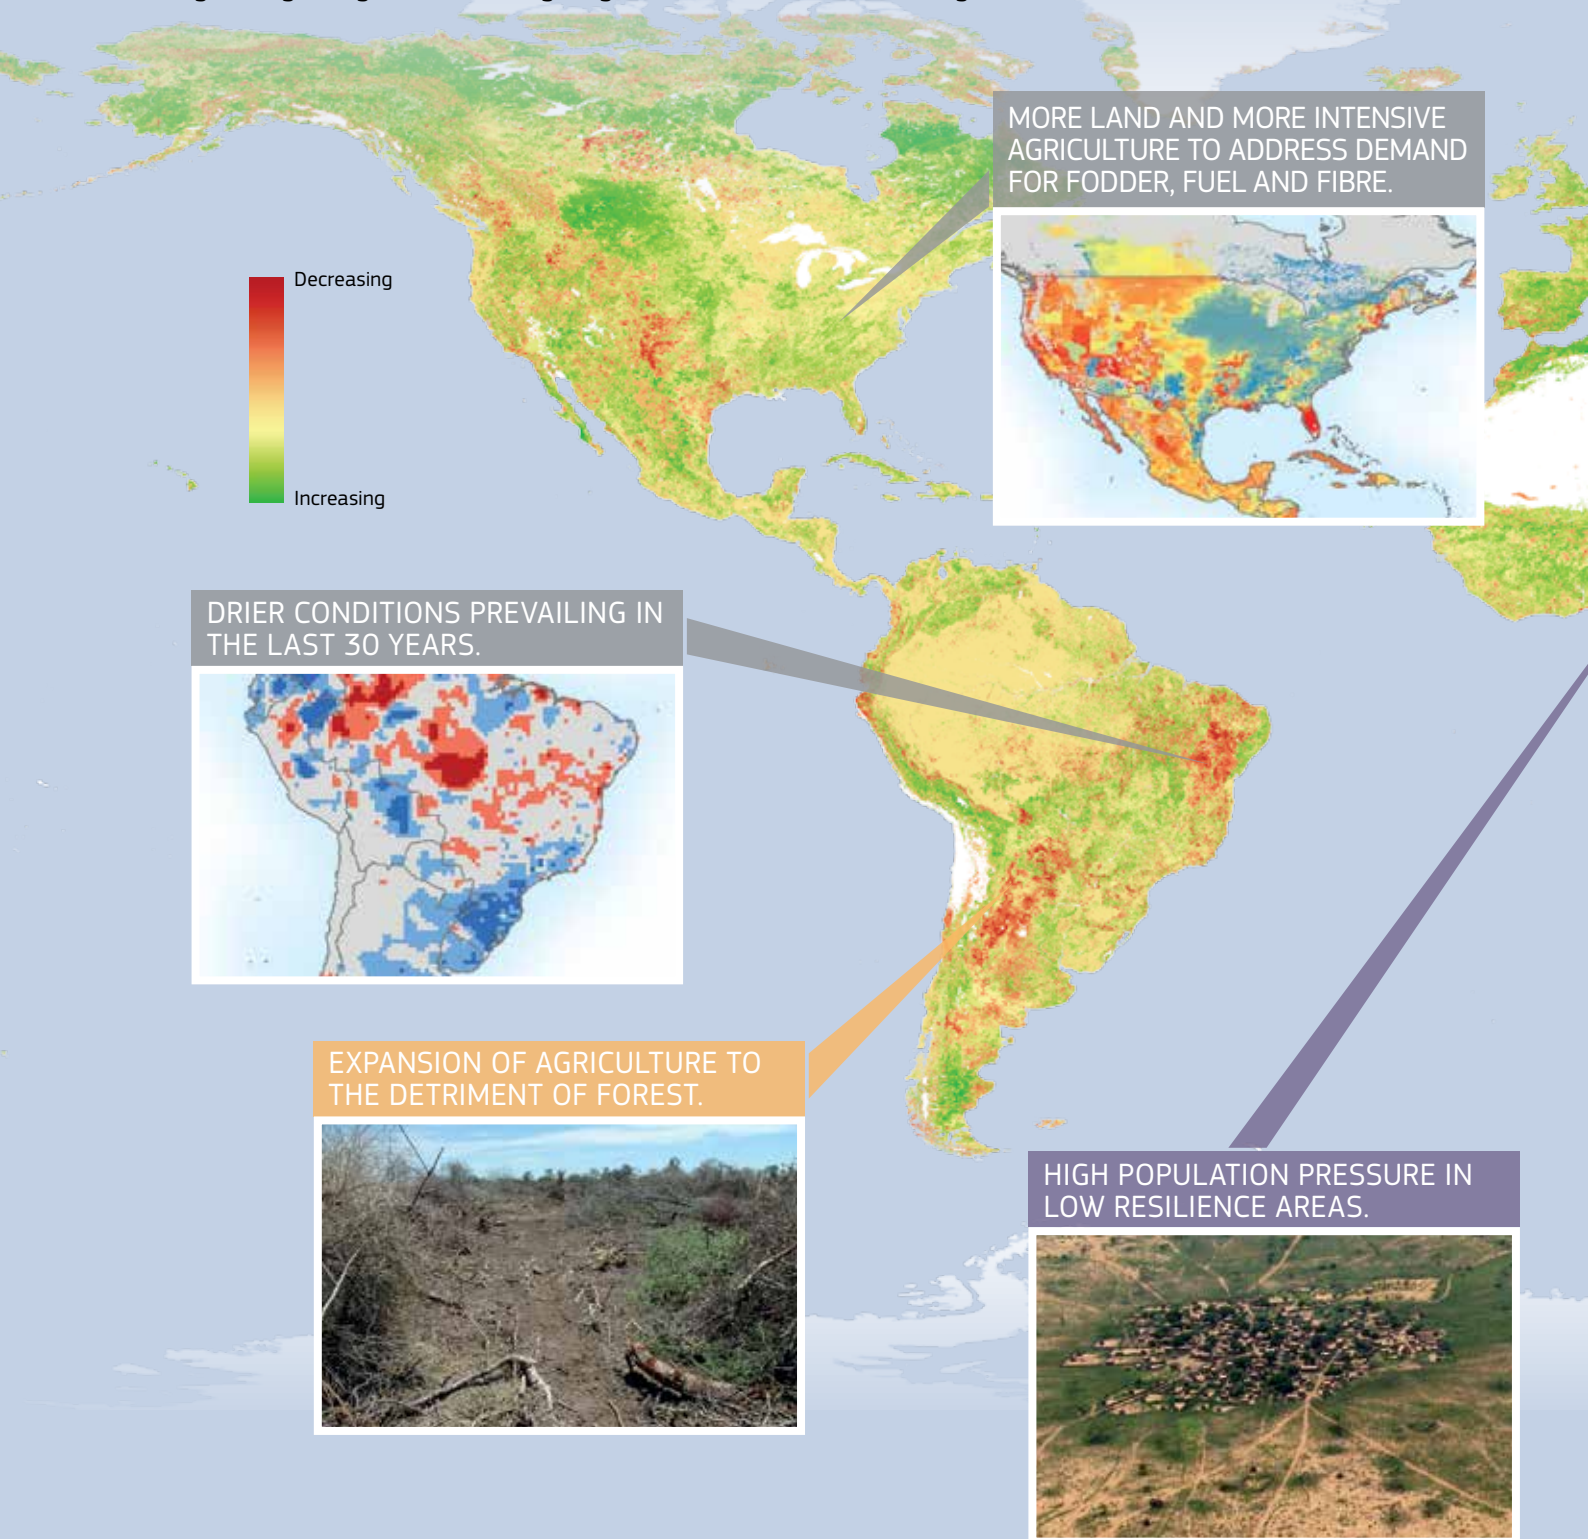 MORE LAND AND MORE INTENSIVE
AGRICULTURE TO ADDRESS DEMAND
FOR FODDER, FUEL AND FIBRE.
Decreasing
Increasing
DRIER CONDITIONS PREVAILING IN
THE LAST 30 YEARS.
EXPANSION OF AGRICULTURE TO
THE DETRIMENT OF FOREST.
HIGH POPULATION PRESSURE IN
LOW RESILIENCE AREAS.